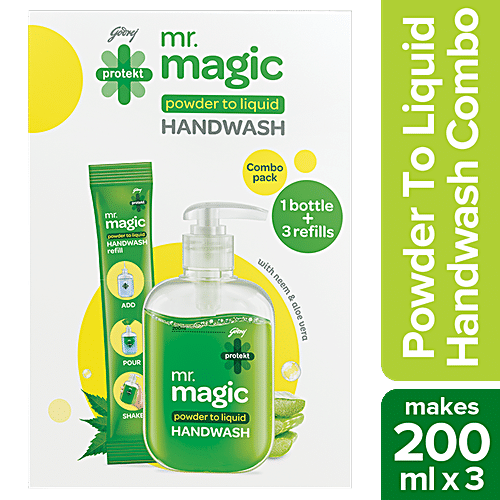 Godrej
protekt
mr.
magic
powder to liquid
HANDWASH
Combo
pack
1 bottle
+
3 refills
with neem & aloe vera
protekt
mr.
magic
powder to liquid
HANDWASH
refill
ADD
POUR
SHAKE
200ml
Godrej
protekt
mr.
magic
powder to liquid
HANDWASH
Powder To Liquid
Handwash Combo
makes
200
ml x 3